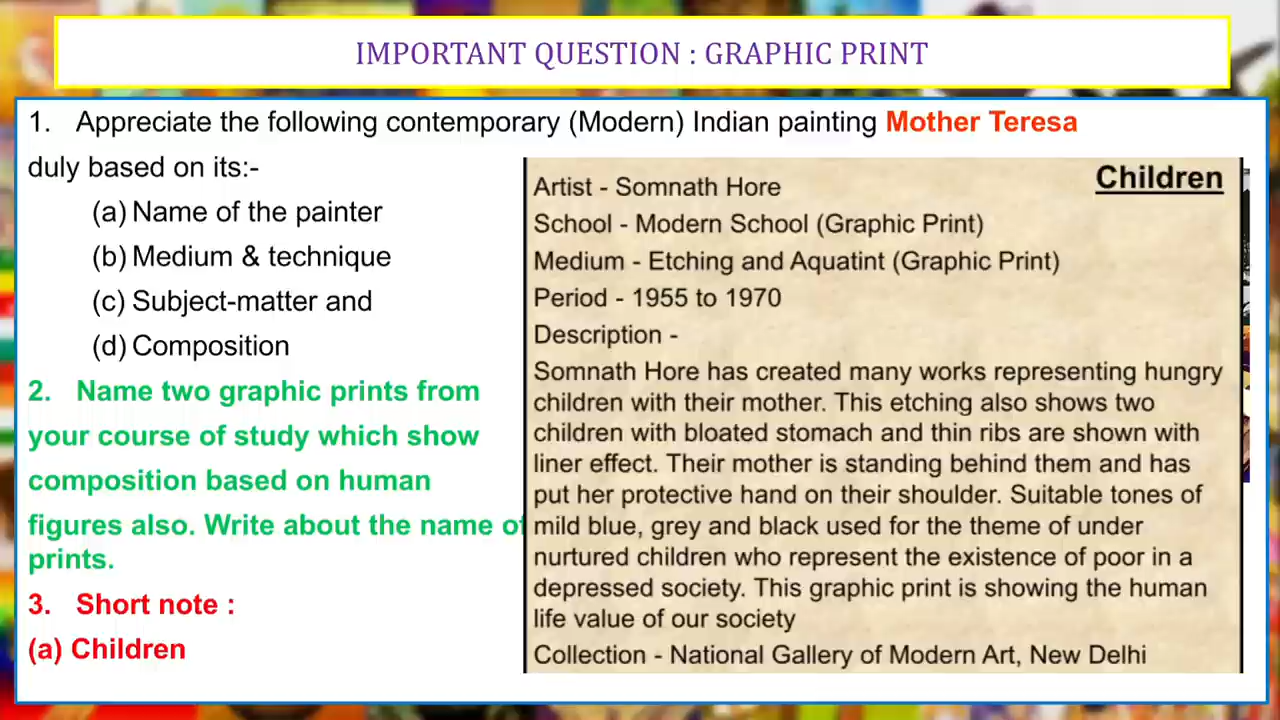 IMPORTANT QUESTION : GRAPHIC PRINT
1. Appreciate the following contemporary (Modern) Indian painting Mother Teresa
duly based on its:-
(a) Name of the painter
(b) Medium & technique
(c) Subject-matter and
(d) Composition
2. Name two graphic prints from
your course of study which show
composition based on human
figures also. Write about the name of
prints.
3. Short note :
(a) Children
Children
Artist - Somnath Hore
School - Modern School (Graphic Print)
Medium - Etching and Aquatint (Graphic Print)
Period - 1955 to 1970
Description -
Somnath Hore has created many works representing hungry
children with their mother. This etching also shows two
children with bloated stomach and thin ribs are shown with
liner effect. Their mother is standing behind them and has
put her protective hand on their shoulder. Suitable tones of
mild blue, grey and black used for the theme of under
nurtured children who represent the existence of poor in a
depressed society. This graphic print is showing the human
life value of our society
Collection - National Gallery of Modern Art, New Delhi